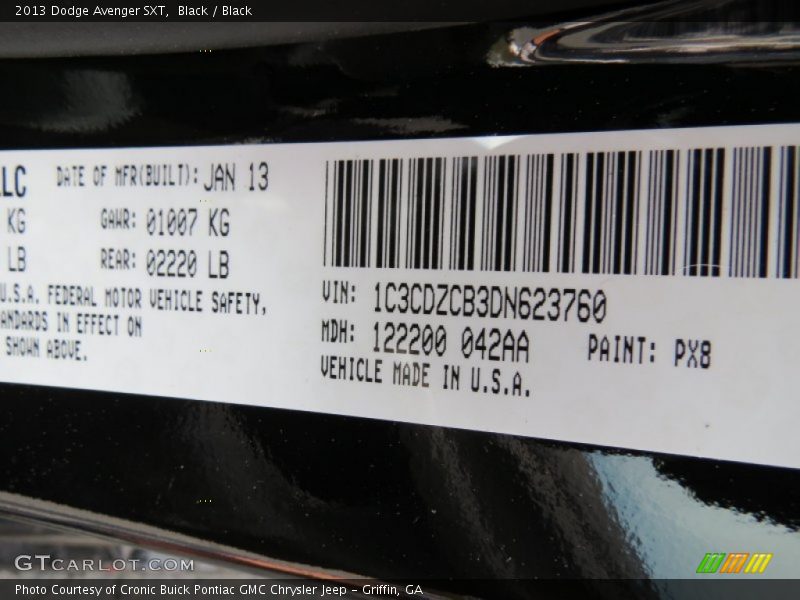 2013 Dodge Avenger SXT,  Black / Black
LLC DATE OF MFR(BUILT): JAN 13
KG GAWR: 01007 KG
LB REAR: 02220 LB
U.S.A. FEDERAL MOTOR VEHICLE SAFETY,
IN EFFECT ON
SHOWN ABOVE.
VIN: 1C3CDZCB3DN623760
MDH: 122200 042AA PAINT: PX8
VEHICLE MADE IN U.S.A.
GTCARLOT.COM
Photo Courtesy of Cronic Buick Pontiac GMC Chrysler Jeep - Griffin, GA